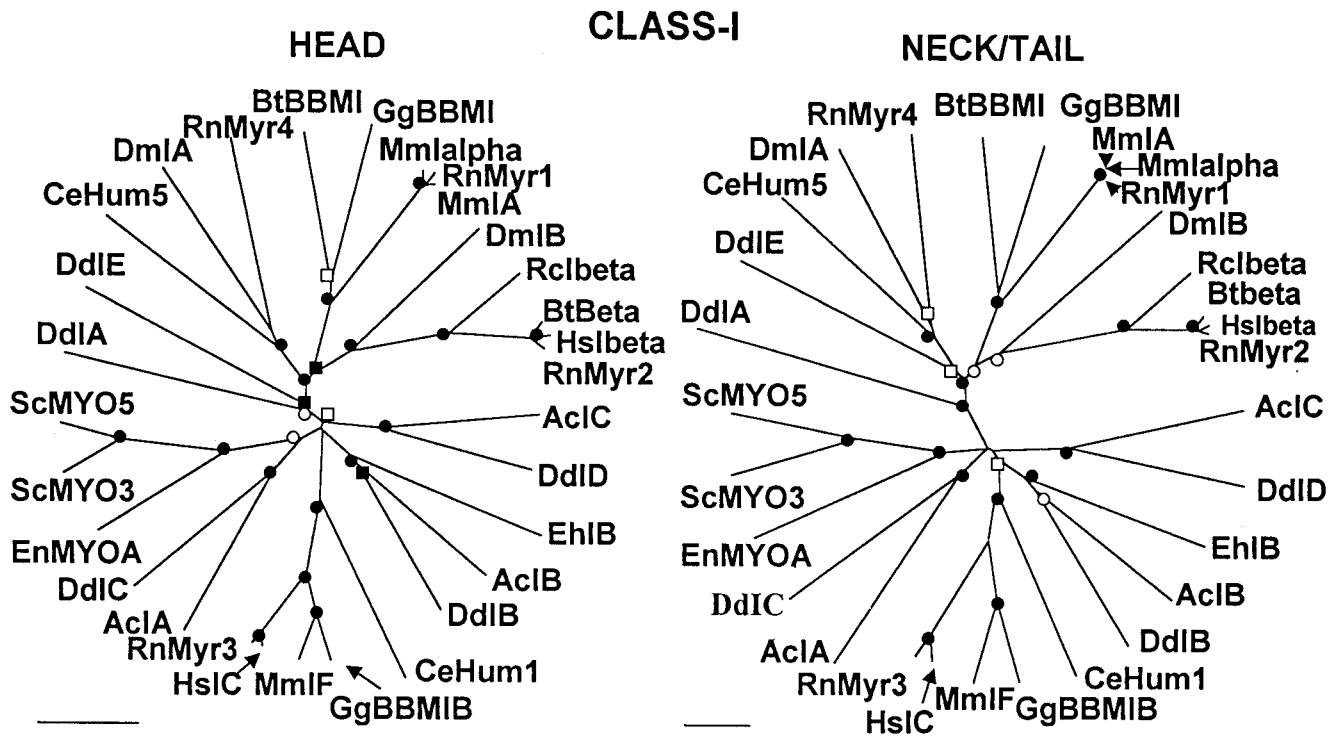 CLASS-I
HEAD
BtBBMI
GgBBMI
RnMyr4
MmIalpha
DmIA
RnMyr1
CeHum5
MmIA
DmIB
DdIE
RcIbeta
BtBeta
DdIA
HsIbeta
RnMyr2
ScMYO5
AcIC
DdID
ScMYO3
EhIB
EnMYOA
AcIB
DdIC
DdIB
AcIA
RnMyr3
CeHum1
HsIC
MmIF
GgBBMIB
NECK/TAIL
BtBBMI
GgBBMI
RnMyr4
MmIA
DmIA
MmIalpha
CeHum5
RnMyr1
DmIB
DdIE
RcIbeta
Btbeta
DdIA
HsIbeta
RnMyr2
ScMYO5
AcIC
ScMYO3
DdID
EnMYOA
EhIB
DdIC
AcIB
DdIB
AcIA
RnMyr3
CeHum1
MmIF
GgBBMIB
HsIC